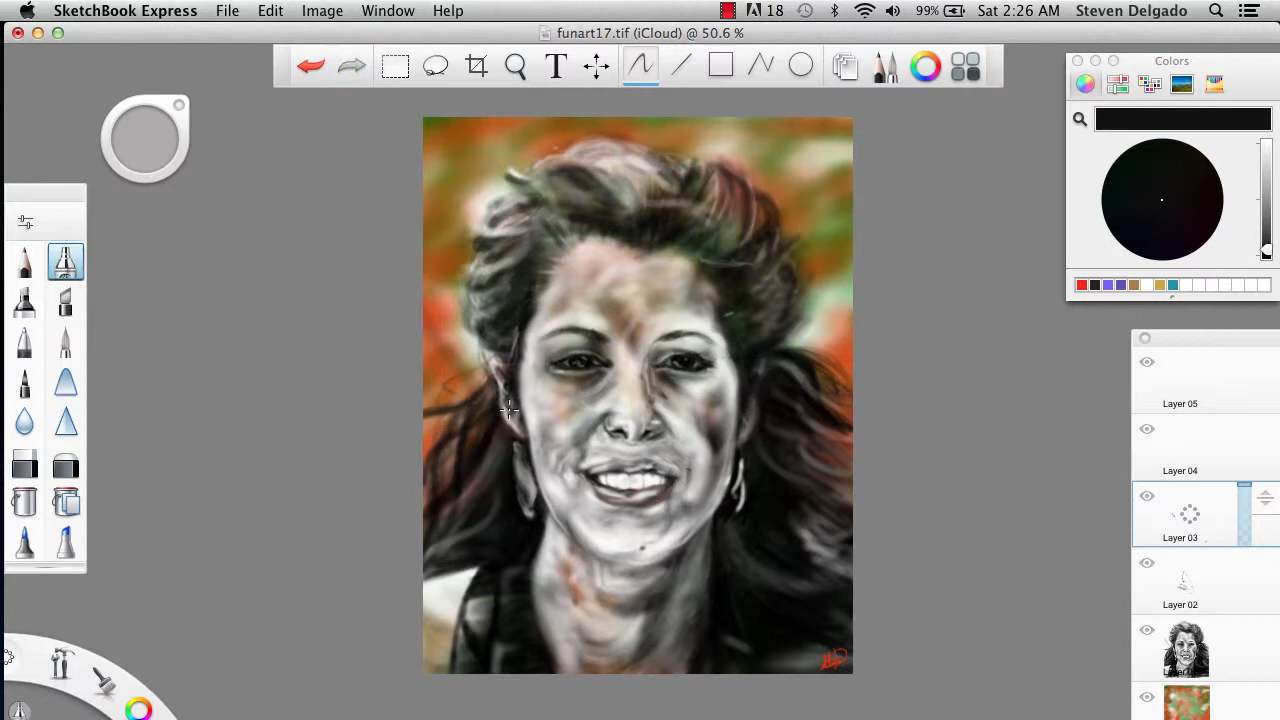 SketchBook Express File Edit Image Window Help 18 99% Sat 2:26 AM Steven Delgado
funart17.tif (iCloud) @ 50.6 %
T
Colors
Layer 05
Layer 04
Layer 03
Layer 02